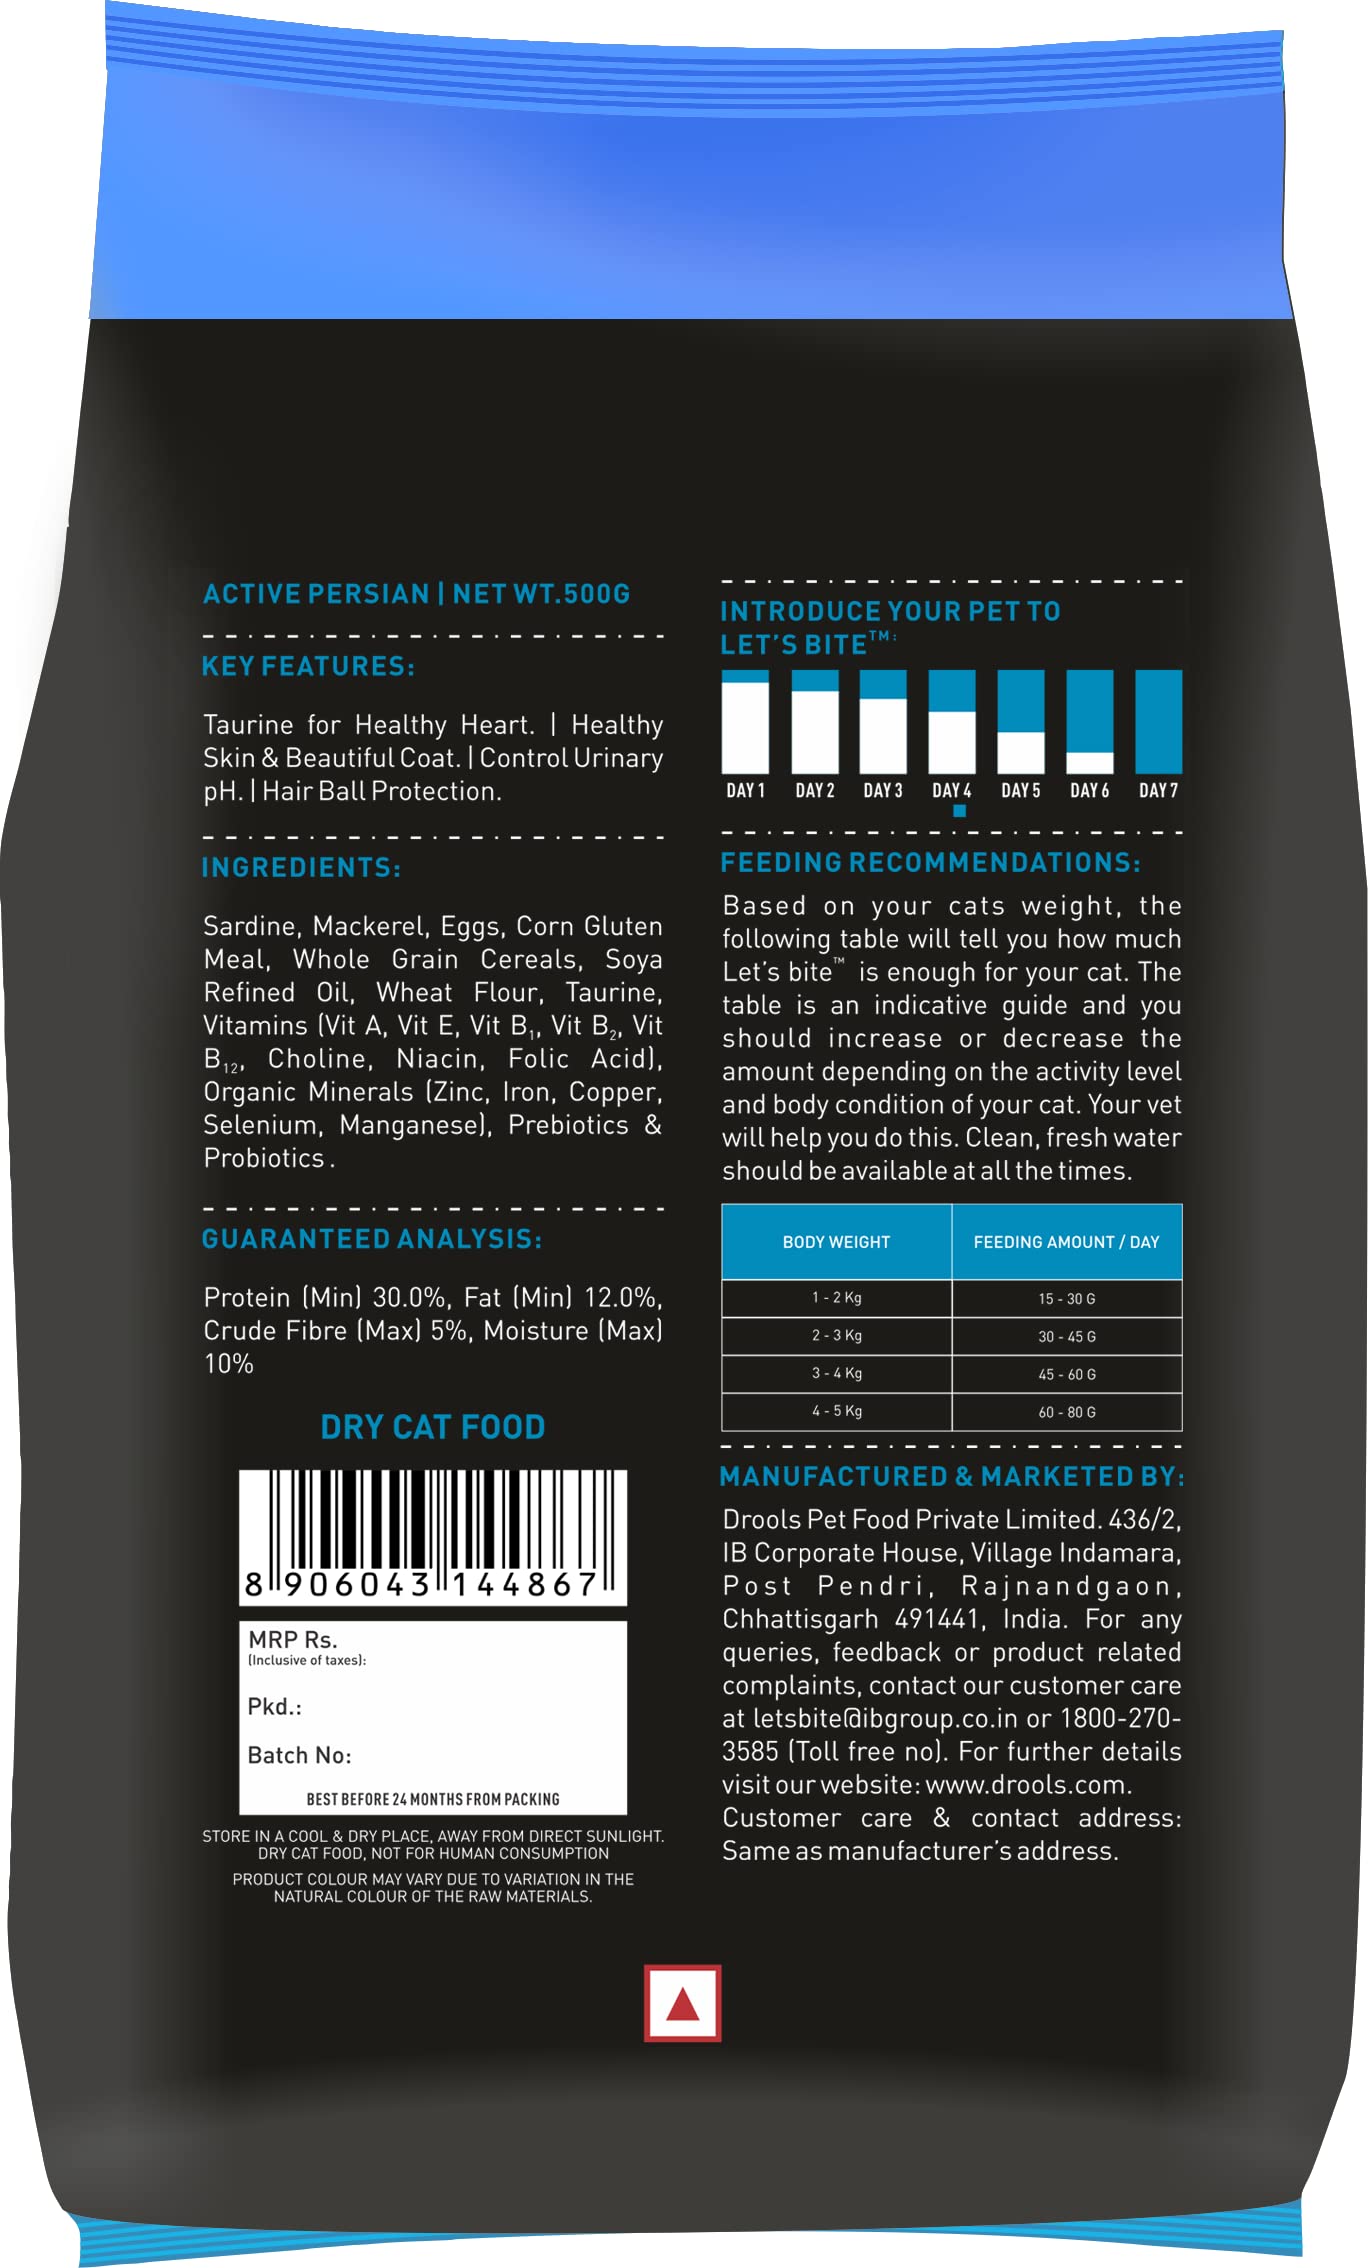 ACTIVE PERSIAN | NET WT.500G
KEY FEATURES:
Taurine for Healthy Heart. | Healthy
Skin & Beautiful Coat. | Control Urinary
pH. | Hair Ball Protection.
INGREDIENTS:
Sardine, Mackerel, Eggs, Corn Gluten
Meal, Whole Grain Cereals, Soya
Refined Oil, Wheat Flour, Taurine,
Vitamins (Vit A, Vit E, Vit B₁, Vit B₂, Vit
B₁₂, Choline, Niacin, Folic Acid),
Organic Minerals (Zinc, Iron, Copper,
Selenium, Manganese), Prebiotics &
Probiotics .
GUARANTEED ANALYSIS:
Protein (Min) 30.0%, Fat (Min) 12.0%,
Crude Fibre (Max) 5%, Moisture (Max)
10%
DRY CAT FOOD
8 906043 144867
MRP Rs.
(Inclusive of taxes):
Pkd.:
Batch No:
BEST BEFORE 24 MONTHS FROM PACKING
STORE IN A COOL & DRY PLACE, AWAY FROM DIRECT SUNLIGHT.
DRY CAT FOOD, NOT FOR HUMAN CONSUMPTION
PRODUCT COLOUR MAY VARY DUE TO VARIATION IN THE
NATURAL COLOUR OF THE RAW MATERIALS.
INTRODUCE YOUR PET TO
LET'S BITE™:
DAY 1 DAY 2 DAY 3 DAY 4 DAY 5 DAY 6 DAY 7
FEEDING RECOMMENDATIONS:
Based on your cats weight, the
following table will tell you how much
Let's bite™ is enough for your cat. The
table is an indicative guide and you
should increase or decrease the
amount depending on the activity level
and body condition of your cat. Your vet
will help you do this. Clean, fresh water
should be available at all the times.
BODY WEIGHT FEEDING AMOUNT / DAY
1 - 2 Kg 15 - 30 G
2 - 3 Kg 30 - 45 G
3 - 4 Kg 45 - 60 G
4 - 5 Kg 60 - 80 G
MANUFACTURED & MARKETED BY:
Drools Pet Food Private Limited. 436/2,
IB Corporate House, Village Indamara,
Post Pendri, Rajnandgaon,
Chhattisgarh 491441, India. For any
queries, feedback or product related
complaints, contact our customer care
at letsbite@ibgroup.co.in or 1800-270-
3585 (Toll free no). For further details
visit our website: www.drools.com.
Customer care & contact address:
Same as manufacturer's address.